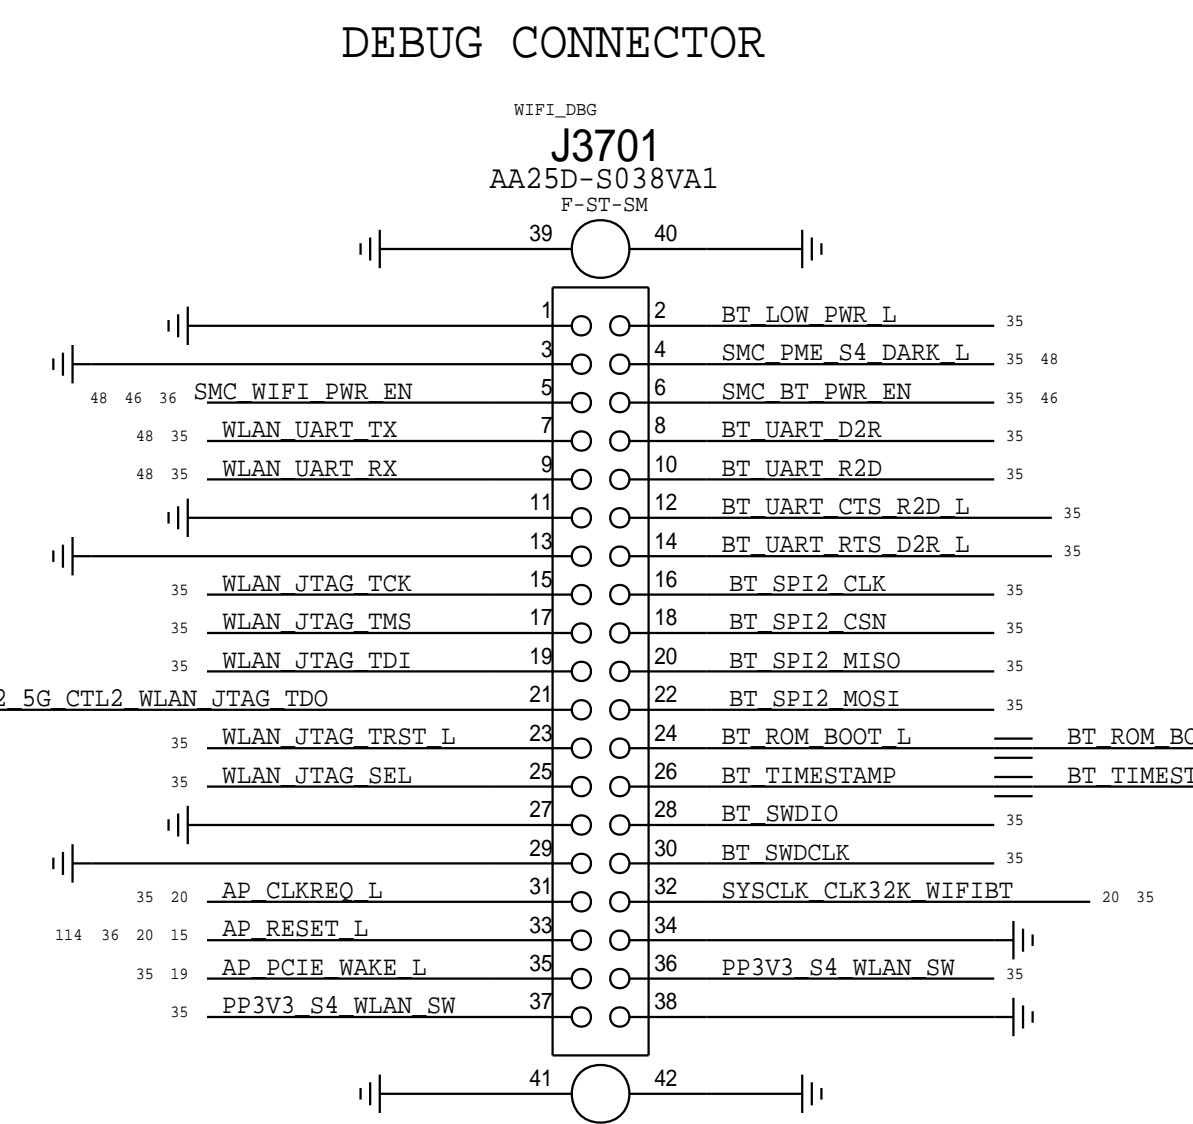 DEBUG CONNECTOR
WIFI_DBG
J3701
AA25D-S038VA1
F-ST-SM
39 40
1 2 BT_LOW_PWR_L 35
3 4 SMC_PME_S4_DARK_L 35 48
48 46 36 SMC_WIFI_PWR_EN 5 6 SMC_BT_PWR_EN 35 46
48 35 WLAN_UART_TX 7 8 BT_UART_D2R 35
48 35 WLAN_UART_RX 9 10 BT_UART_R2D 35
11 12 BT_UART_CTS_R2D_L 35
13 14 BT_UART_RTS_D2R_L 35
35 WLAN_JTAG_TCK 15 16 BT_SPI2_CLK 35
35 WLAN_JTAG_TMS 17 18 BT_SPI2_CSN 35
35 WLAN_JTAG_TDI 19 20 BT_SPI2_MISO 35
2_5G_CTL2_WLAN_JTAG_TDO 21 22 BT_SPI2_MOSI 35
35 WLAN_JTAG_TRST_L 23 24 BT_ROM_BOOT_L BT_ROM_BO
35 WLAN_JTAG_SEL 25 26 BT_TIMESTAMP BT_TIMEST
27 28 BT_SWDIO 35
29 30 BT_SWDCLK 35
35 20 AP_CLKREQ_L 31 32 SYSCLK_CLK32K_WIFIBT 20 35
114 36 20 15 AP_RESET_L 33 34
35 19 AP_PCIE_WAKE_L 35 36 PP3V3_S4_WLAN_SW 35
35 PP3V3_S4_WLAN_SW 37 38
41 42